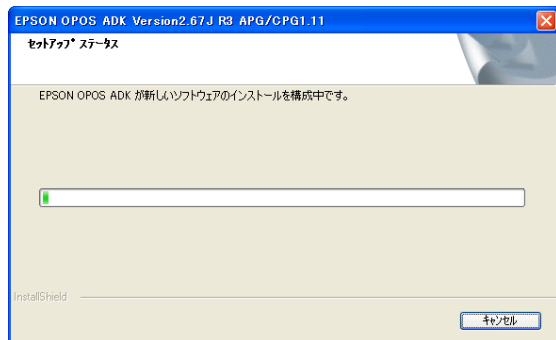 EPSON OPOS ADK Version2.67J R3 APG/CPG1.11
セットアップ ステータス
EPSON OPOS ADK が新しいソフトウェアのインストールを構成中です。
InstallShield
キャンセル